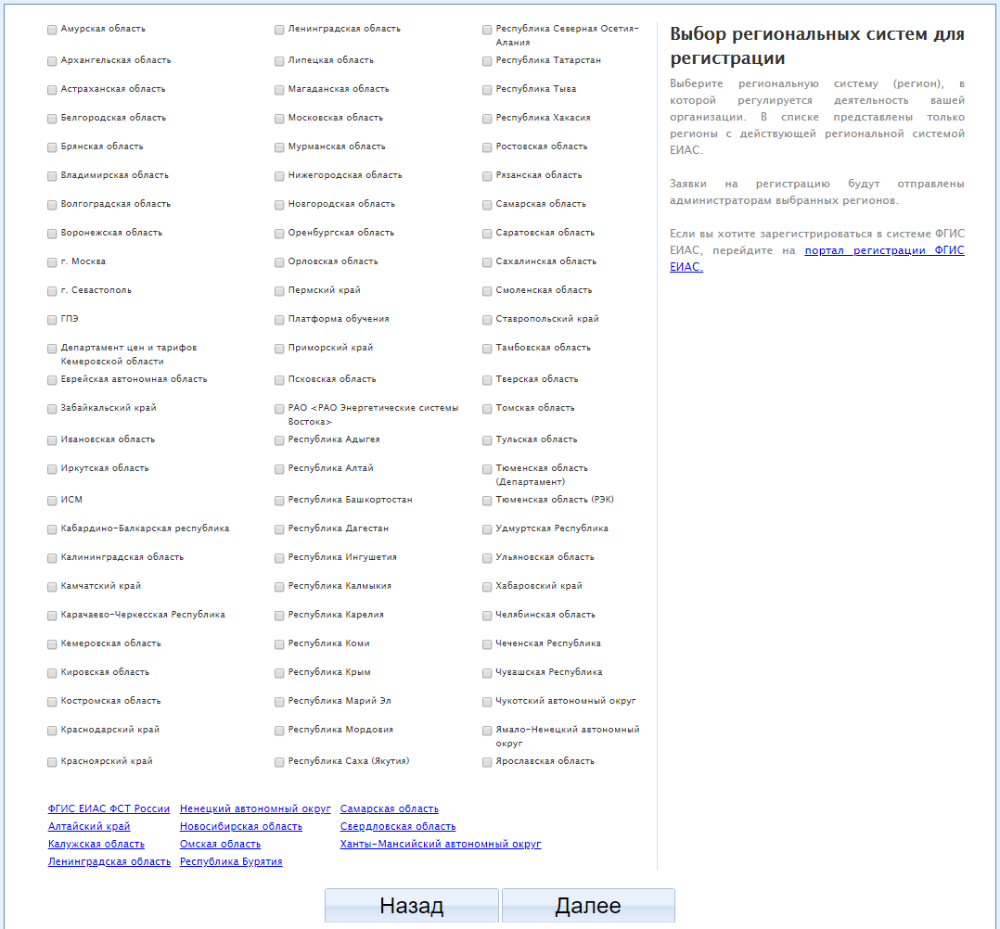 Амурская область
Архангельская область
Астраханская область
Белгородская область
Брянская область
Владимирская область
Волгоградская область
Воронежская область
г. Москва
г. Севастополь
ГПЭ
Департамент цен и тарифов
Кемеровской области
Еврейская автономная область
Забайкальский край
Ивановская область
Иркутская область
ИСМ
Кабардино-Балкарская республика
Калининградская область
Камчатский край
Карачаево-Черкесская Республика
Кемеровская область
Кировская область
Костромская область
Краснодарский край
Красноярский край
Ленинградская область
Липецкая область
Магаданская область
Московская область
Мурманская область
Нижегородская область
Новгородская область
Оренбургская область
Орловская область
Пермский край
Платформа обучения
Приморский край
Псковская область
РАО <РАО Энергетические системы
Востока>
Республика Адыгея
Республика Алтай
Республика Башкортостан
Республика Дагестан
Республика Ингушетия
Республика Калмыкия
Республика Карелия
Республика Коми
Республика Крым
Республика Марий Эл
Республика Мордовия
Республика Саха (Якутия)
Республика Северная Осетия-
Алания
Республика Татарстан
Республика Тыва
Республика Хакасия
Ростовская область
Рязанская область
Самарская область
Саратовская область
Сахалинская область
Смоленская область
Ставропольский край
Тамбовская область
Тверская область
Томская область
Тульская область
Тюменская область
(Департамент)
Тюменская область (РЭК)
Удмуртская Республика
Ульяновская область
Хабаровский край
Челябинская область
Чеченская Республика
Чувашская Республика
Чукотский автономный округ
Ямало-Ненецкий автономный
округ
Ярославская область
Выбор региональных систем для
регистрации
Выберите региональную систему (регион), в
которой регулируется деятельность вашей
организации. В списке представлены только
регионы с действующей региональной системой
ЕИАС.
Заявки на регистрацию будут отправлены
администраторам выбранных регионов.
Если вы хотите зарегистрироваться в системе ФГИС
ЕИАС, перейдите на портал регистрации ФГИС
ЕИАС.
ФГИС ЕИАС ФСТ России Ненецкий автономный округ Самарская область
Алтайский край Новосибирская область Свердловская область
Калужская область Омская область Ханты-Мансийский автономный округ
Ленинградская область Республика Бурятия
Назад Далее